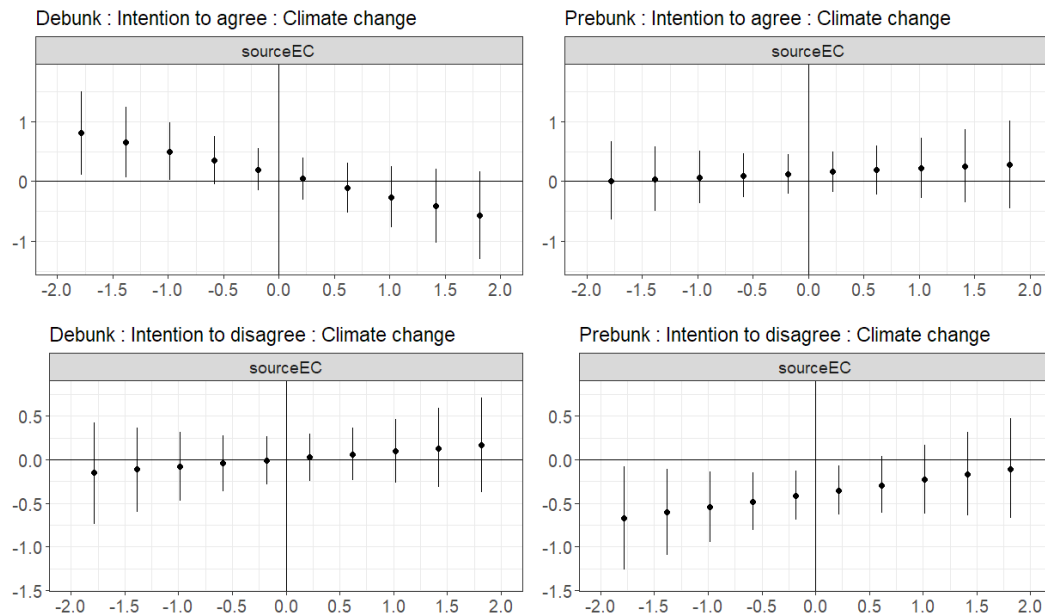 Debunk : Intention to agree : Climate change
sourceEC
1
0
-1
-2.0 -1.5 -1.0 -0.5 0.0 0.5 1.0 1.5 2.0
Prebunk : Intention to agree : Climate change
sourceEC
1
0
-1
-2.0 -1.5 -1.0 -0.5 0.0 0.5 1.0 1.5 2.0
Debunk : Intention to disagree : Climate change
sourceEC
0.5
0.0
-0.5
-1.0
-1.5
-2.0 -1.5 -1.0 -0.5 0.0 0.5 1.0 1.5 2.0
Prebunk : Intention to disagree : Climate change
sourceEC
0.5
0.0
-0.5
-1.0
-1.5
-2.0 -1.5 -1.0 -0.5 0.0 0.5 1.0 1.5 2.0